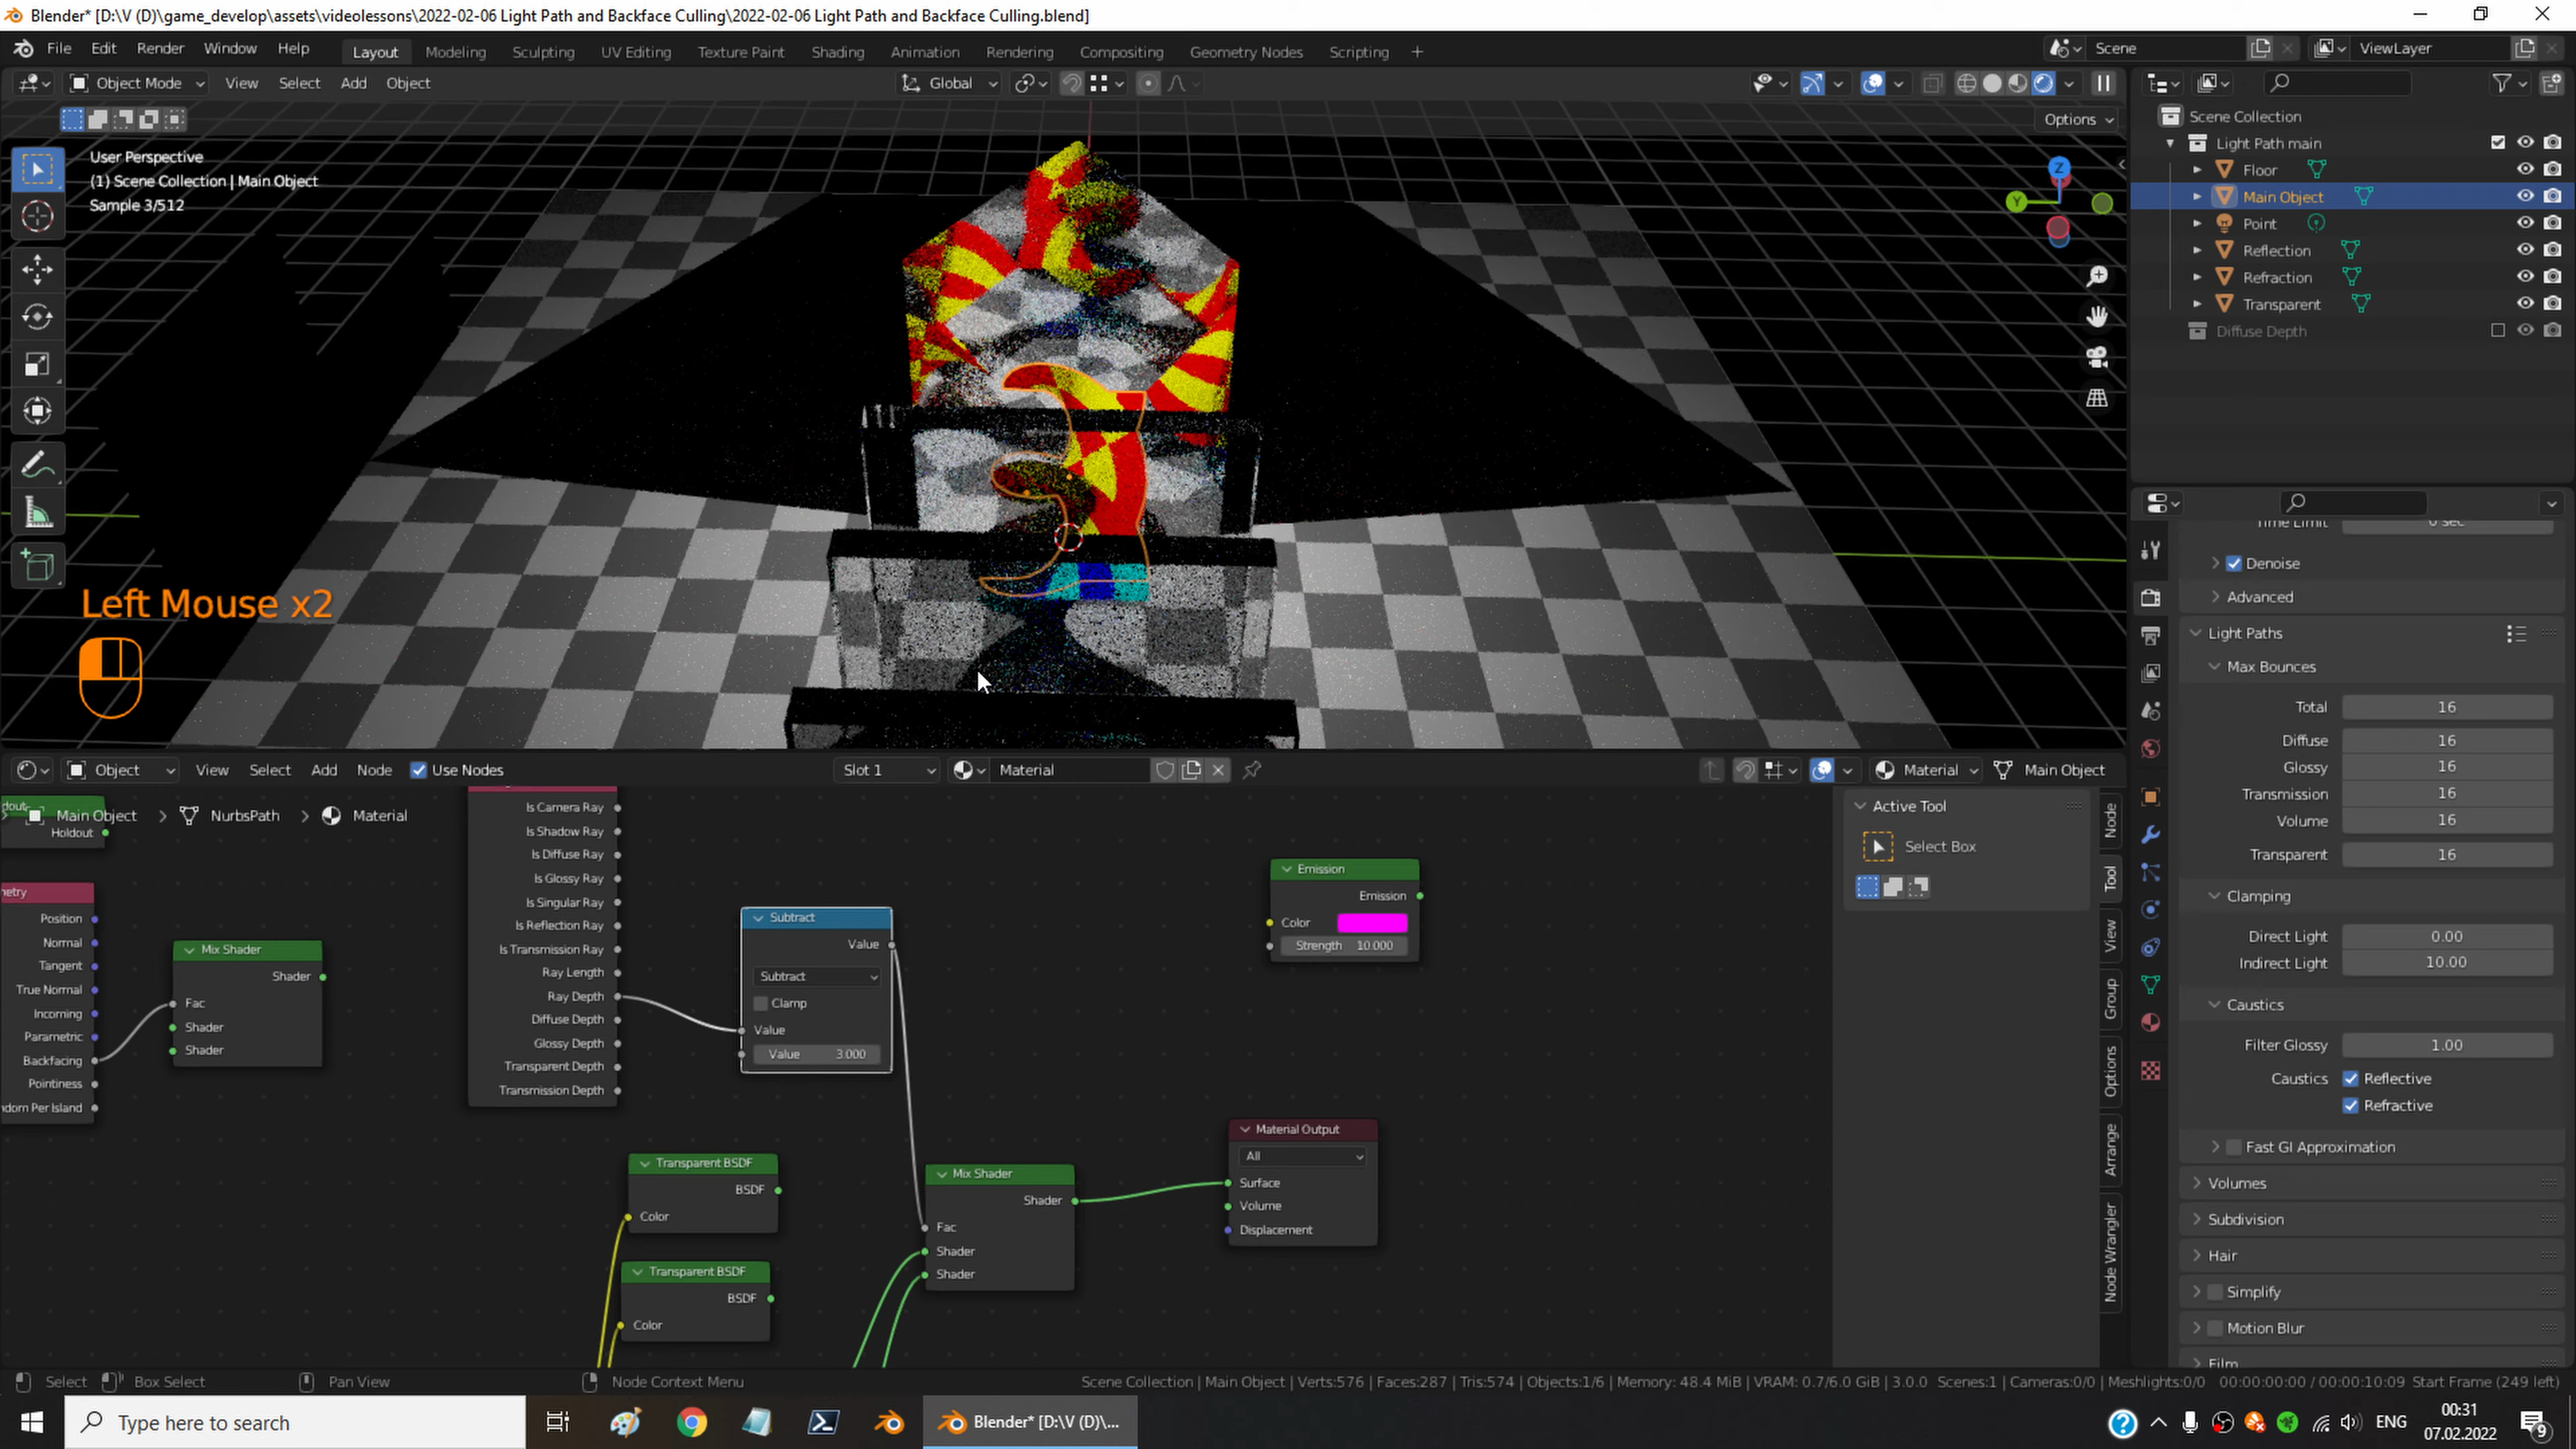 Blender* [D:\V (D)\game_develop\assets\videolessons\2022-02-06 Light Path and Backface Culling\2022-02-06 Light Path and Backface Culling.blend]
File Edit Render Window Help Layout Modeling Sculpting UV Editing Texture Paint Shading Animation Rendering Compositing Geometry Nodes Scripting + Scene ViewLayer
Object Mode View Select Add Object Global
Options
User Perspective
(1) Scene Collection | Main Object
Sample 3/512
Z
Y
Left Mouse x2
Scene Collection
Light Path main
Floor
Main Object
Point
Reflection
Refraction
Transparent
Diffuse Depth
Time Limit 0 sec
Denoise
Advanced
Light Paths
Max Bounces
Total 16
Diffuse 16
Glossy 16
Transmission 16
Volume 16
Transparent 16
Clamping
Direct Light 0.00
Indirect Light 10.00
Caustics
Filter Glossy 1.00
Caustics Reflective
Refractive
Fast GI Approximation
Volumes
Subdivision
Hair
Simplify
Motion Blur
Film
Object View Select Add Node Use Nodes Slot 1 Material Material Main Object
Main Object > NurbsPath > Material
dout
Holdout
etry
Position
Normal
Tangent
True Normal
Incoming
Parametric
Backfacing
Pointiness
ndom Per Island
Mix Shader
Shader
Fac
Shader
Shader
Is Camera Ray
Is Shadow Ray
Is Diffuse Ray
Is Glossy Ray
Is Singular Ray
Is Reflection Ray
Is Transmission Ray
Ray Length
Ray Depth
Diffuse Depth
Glossy Depth
Transparent Depth
Transmission Depth
Subtract
Value
Subtract
Clamp
Value
Value 3.000
Transparent BSDF
BSDF
Color
Transparent BSDF
BSDF
Color
Mix Shader
Shader
Fac
Shader
Shader
Emission
Emission
Color
Strength 10.000
Material Output
All
Surface
Volume
Displacement
Active Tool
Select Box
Node
Tool
View
Group
Options
Arrange
Node Wrangler
Select Box Select Pan View Node Context Menu Scene Collection | Main Object | Verts:576 | Faces:287 | Tris:574 | Objects:1/6 | Memory: 48.4 MiB | VRAM: 0.7/6.0 GiB | 3.0.0 Scenes:1 | Cameras:0/0 | Meshlights:0/0 00:00:00:00 / 00:00:10:09 Start Frame (249 left)
Type here to search
Blender* [D:\V (D)\...
ENG
00:31
07.02.2022
9